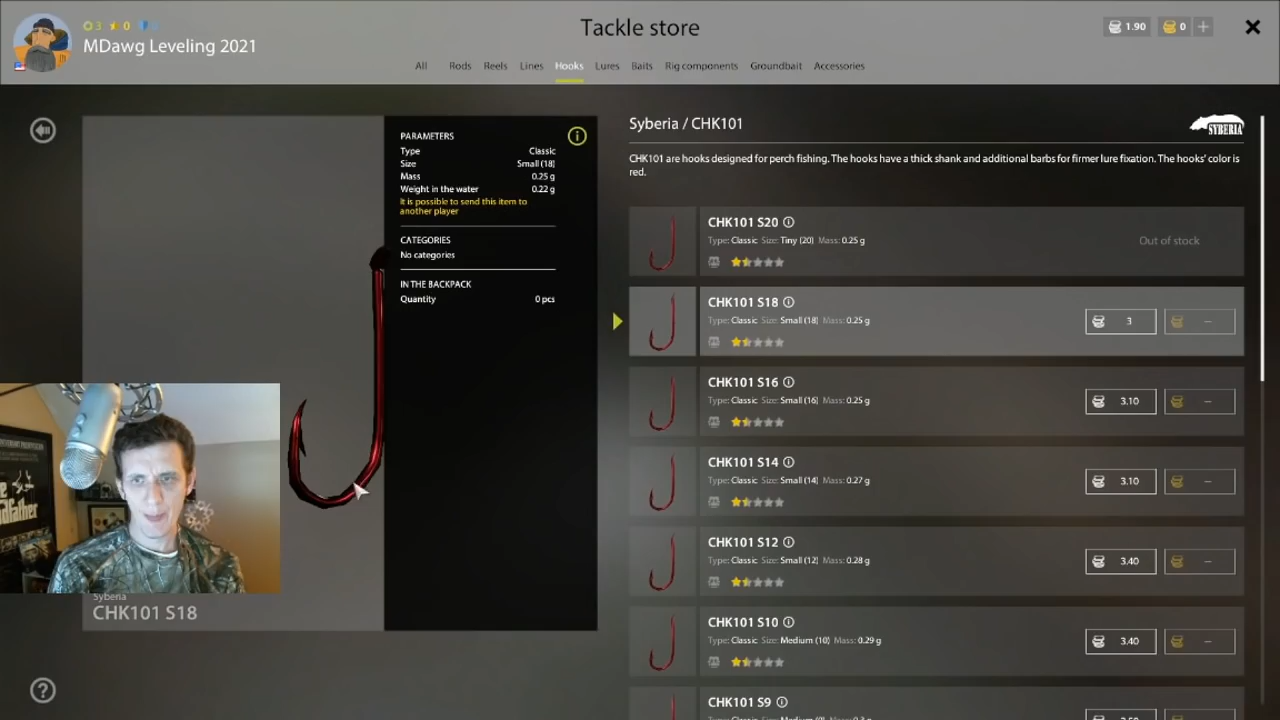 3 0
MDawg Leveling 2021
Tackle store
1.90 0 +
All Rods Reels Lines Hooks Lures Baits Rig components Groundbait Accessories
PARAMETERS
Type Classic
Size Small (18)
Mass 0.25 g
Weight in the water 0.22 g
It is possible to send this item to
another player
CATEGORIES
No categories
IN THE BACKPACK
Quantity 0 pcs
Syberia
CHK101 S18
Syberia / CHK101
SYBERIA
CHK101 are hooks designed for perch fishing. The hooks have a thick shank and additional barbs for firmer lure fixation. The hooks' color is
red.
CHK101 S20
Type: Classic Size: Tiny (20) Mass: 0.25 g
Out of stock
CHK101 S18
Type: Classic Size: Small (18) Mass: 0.25 g
3 —
CHK101 S16
Type: Classic Size: Small (16) Mass: 0.25 g
3.10 —
CHK101 S14
Type: Classic Size: Small (14) Mass: 0.27 g
3.10 —
CHK101 S12
Type: Classic Size: Small (12) Mass: 0.28 g
3.40 —
CHK101 S10
Type: Classic Size: Medium (10) Mass: 0.29 g
3.40 —
CHK101 S9